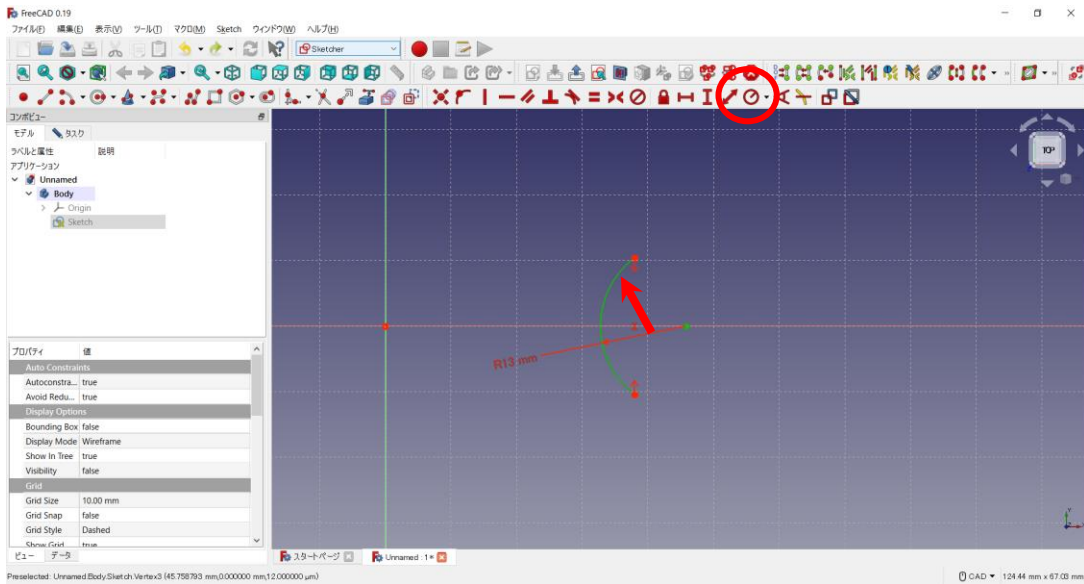 FreeCAD 0.19
ファイル(F) 編集(E) 表示(V) ツール(T) マクロ(M) Sketch ウィンドウ(W) ヘルプ(H)
Sketcher
コンボビュー
モデル タスク
ラベルと属性 説明
アプリケーション
Unnamed
Body
Origin
Sketch
TOP
R13 mm
プロパティ 値
Auto Constraints
Autoconstra... true
Avoid Redu... true
Display Options
Bounding Box false
Display Mode Wireframe
Show In Tree true
Visibility false
Grid
Grid Size 10.00 mm
Grid Snap false
Grid Style Dashed
Show Grid true
ビュー データ
スタートページ Unnamed : 1*
Preselected: Unnamed.Body.Sketch.Vertex3 (45.758793 mm,0.000000 mm,12.000000 µm) CAD 124.44 mm x 67.03 mm